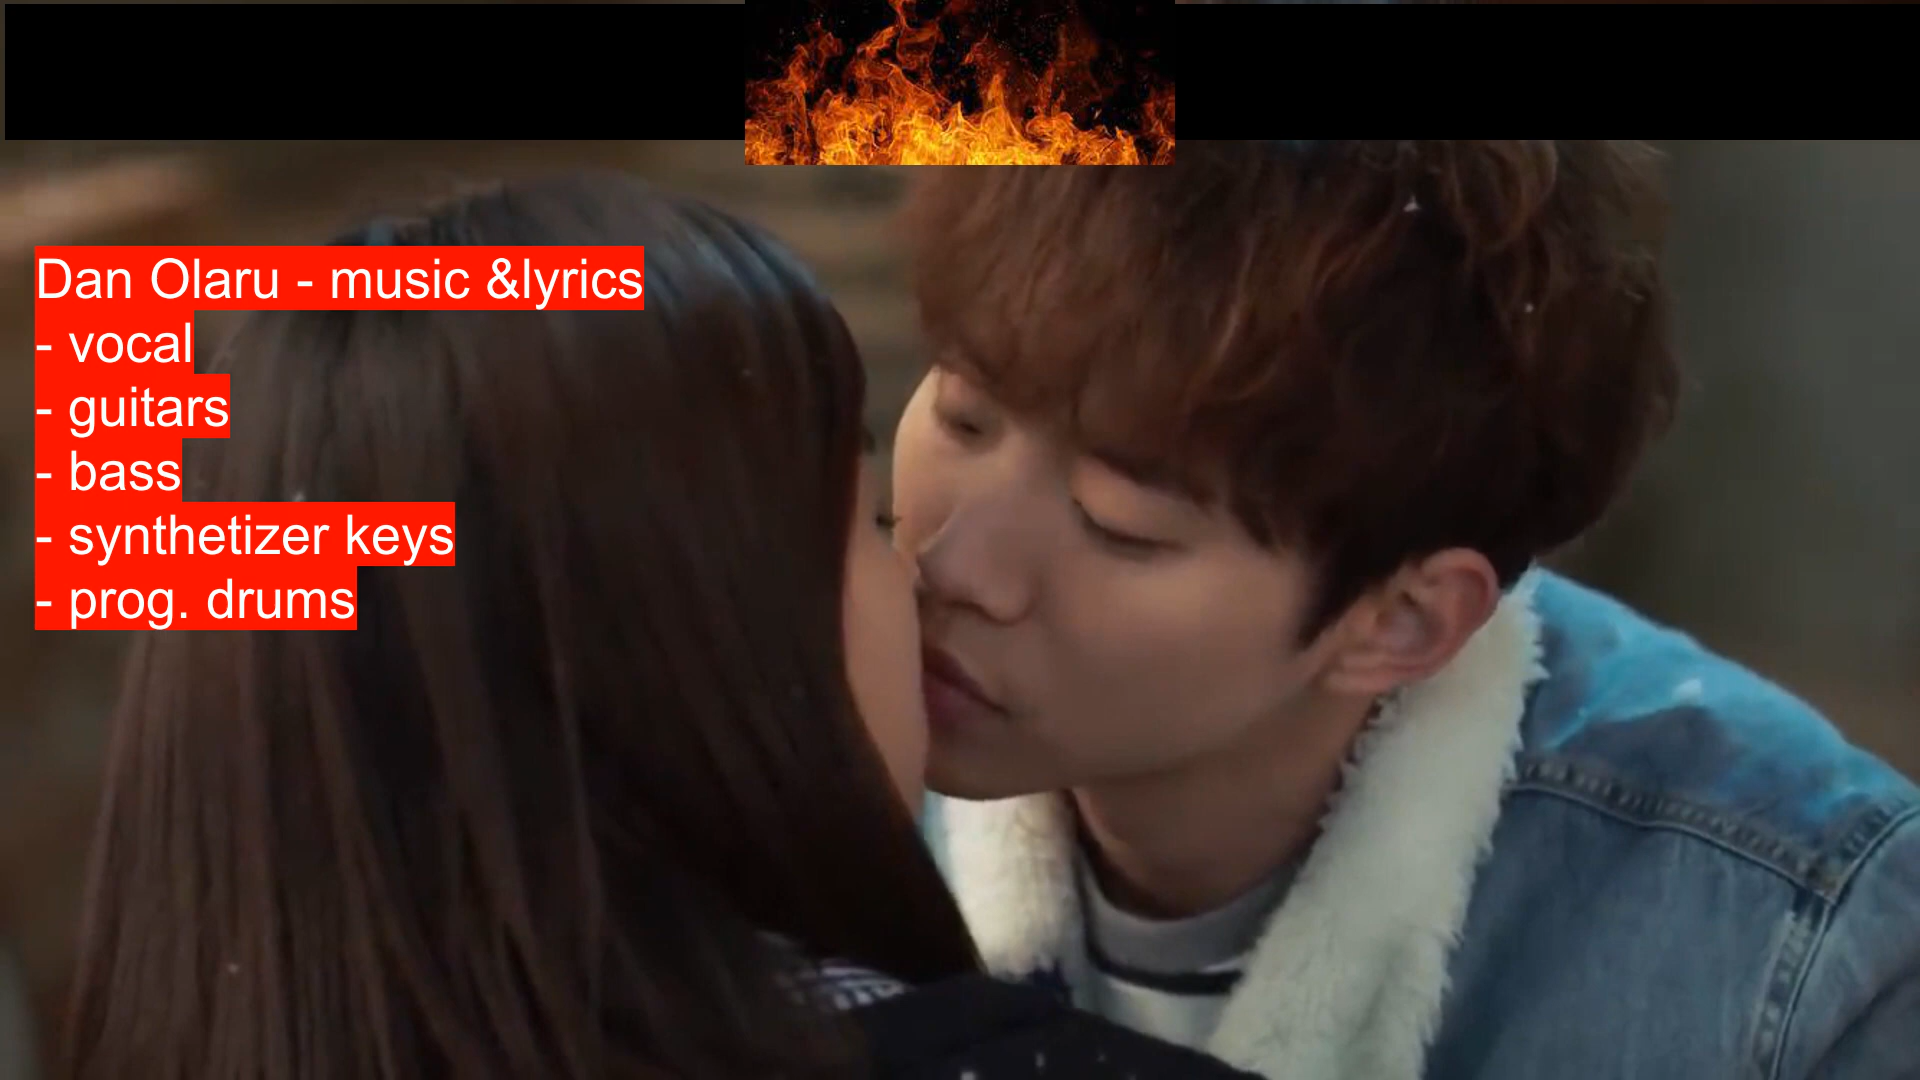 Dan Olaru - music &lyrics
- vocal
- guitars
- bass
- synthetizer keys
- prog. drums